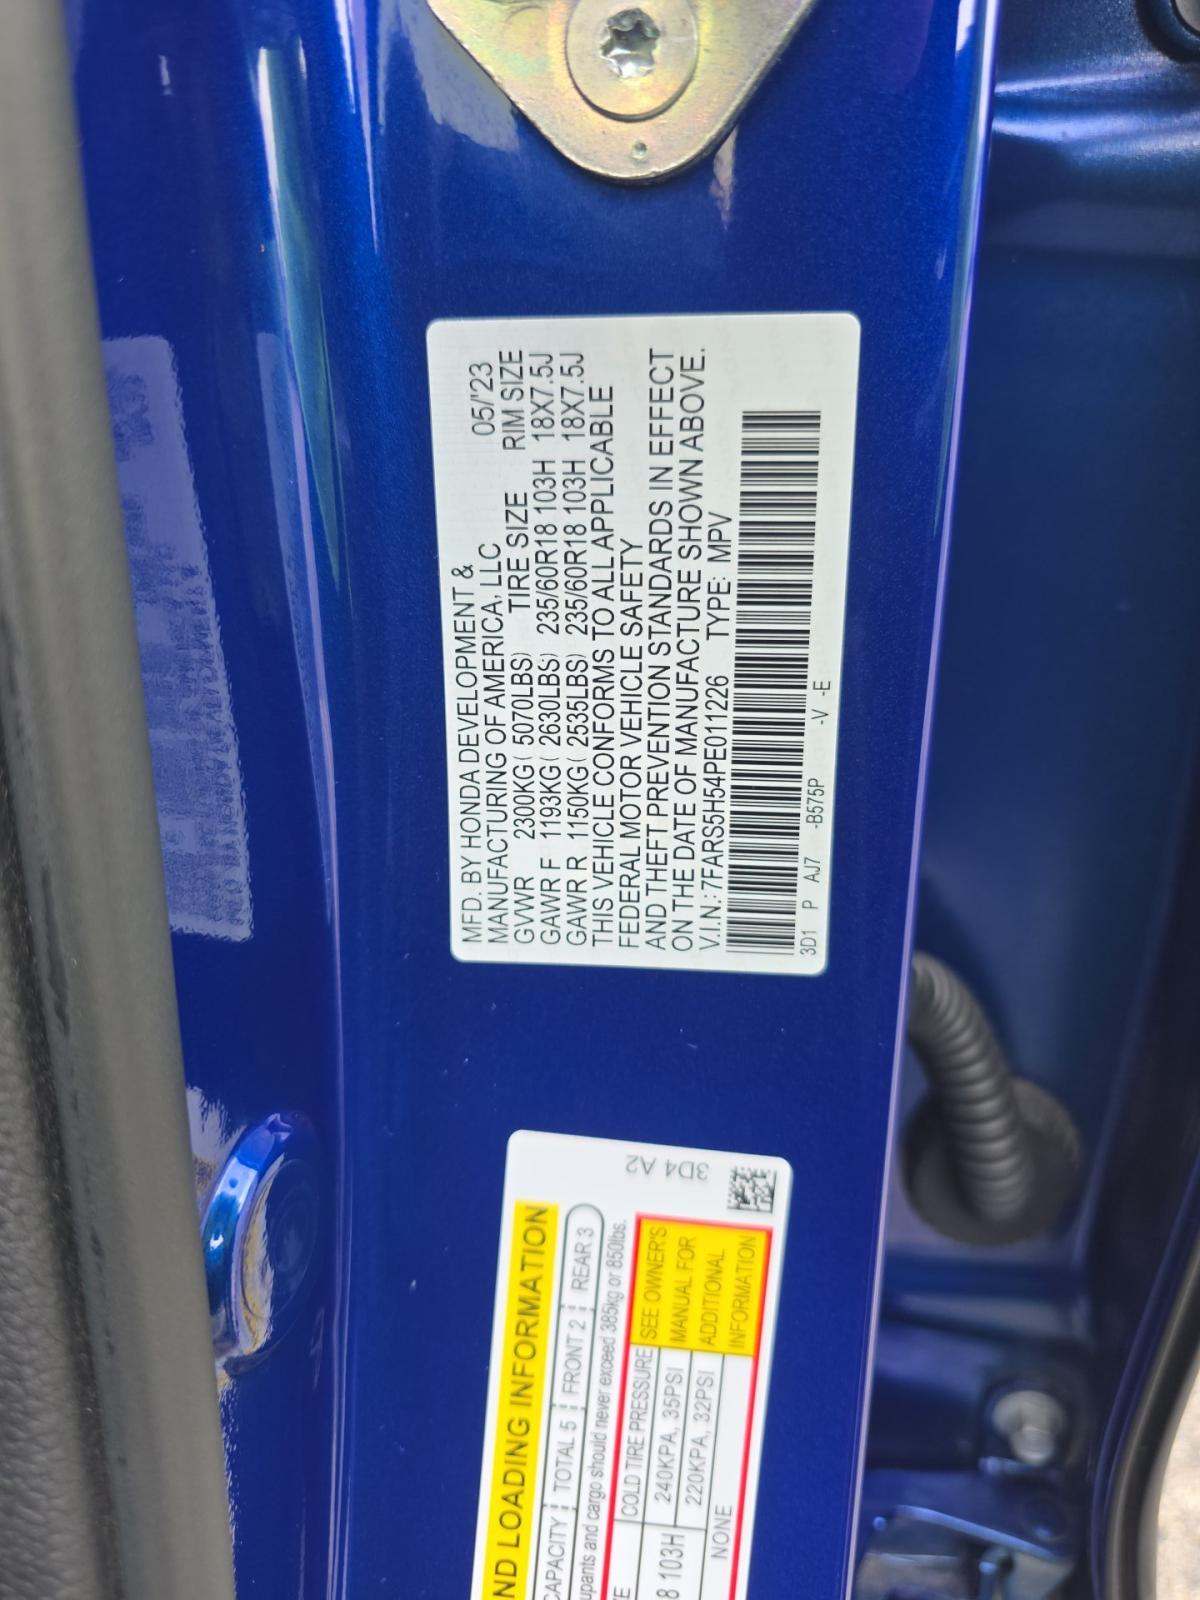 MFD. BY HONDA DEVELOPMENT & 05/'23
MANUFACTURING OF AMERICA, LLC
TIRE SIZE RIM SIZE
GVWR 2300KG( 5070LBS)
GAWR F 1193KG( 2630LBS) 235/60R18 103H 18X7.5J
GAWR R 1150KG( 2535LBS) 235/60R18 103H 18X7.5J
THIS VEHICLE CONFORMS TO ALL APPLICABLE
FEDERAL MOTOR VEHICLE SAFETY
AND THEFT PREVENTION STANDARDS IN EFFECT
ON THE DATE OF MANUFACTURE SHOWN ABOVE.
V.I.N.:7FARS5H54PE011226 TYPE: MPV
3D1 P AJ7 -B575P -V -E
ND LOADING INFORMATION
CAPACITY TOTAL 5 FRONT 2 REAR 3
upants and cargo should never exceed 385kg or 850lbs.
COLD TIRE PRESSURE
8 103H 240KPA, 35PSI
220KPA, 32PSI
NONE
SEE OWNER'S
MANUAL FOR
ADDITIONAL
INFORMATION
3D4 A2